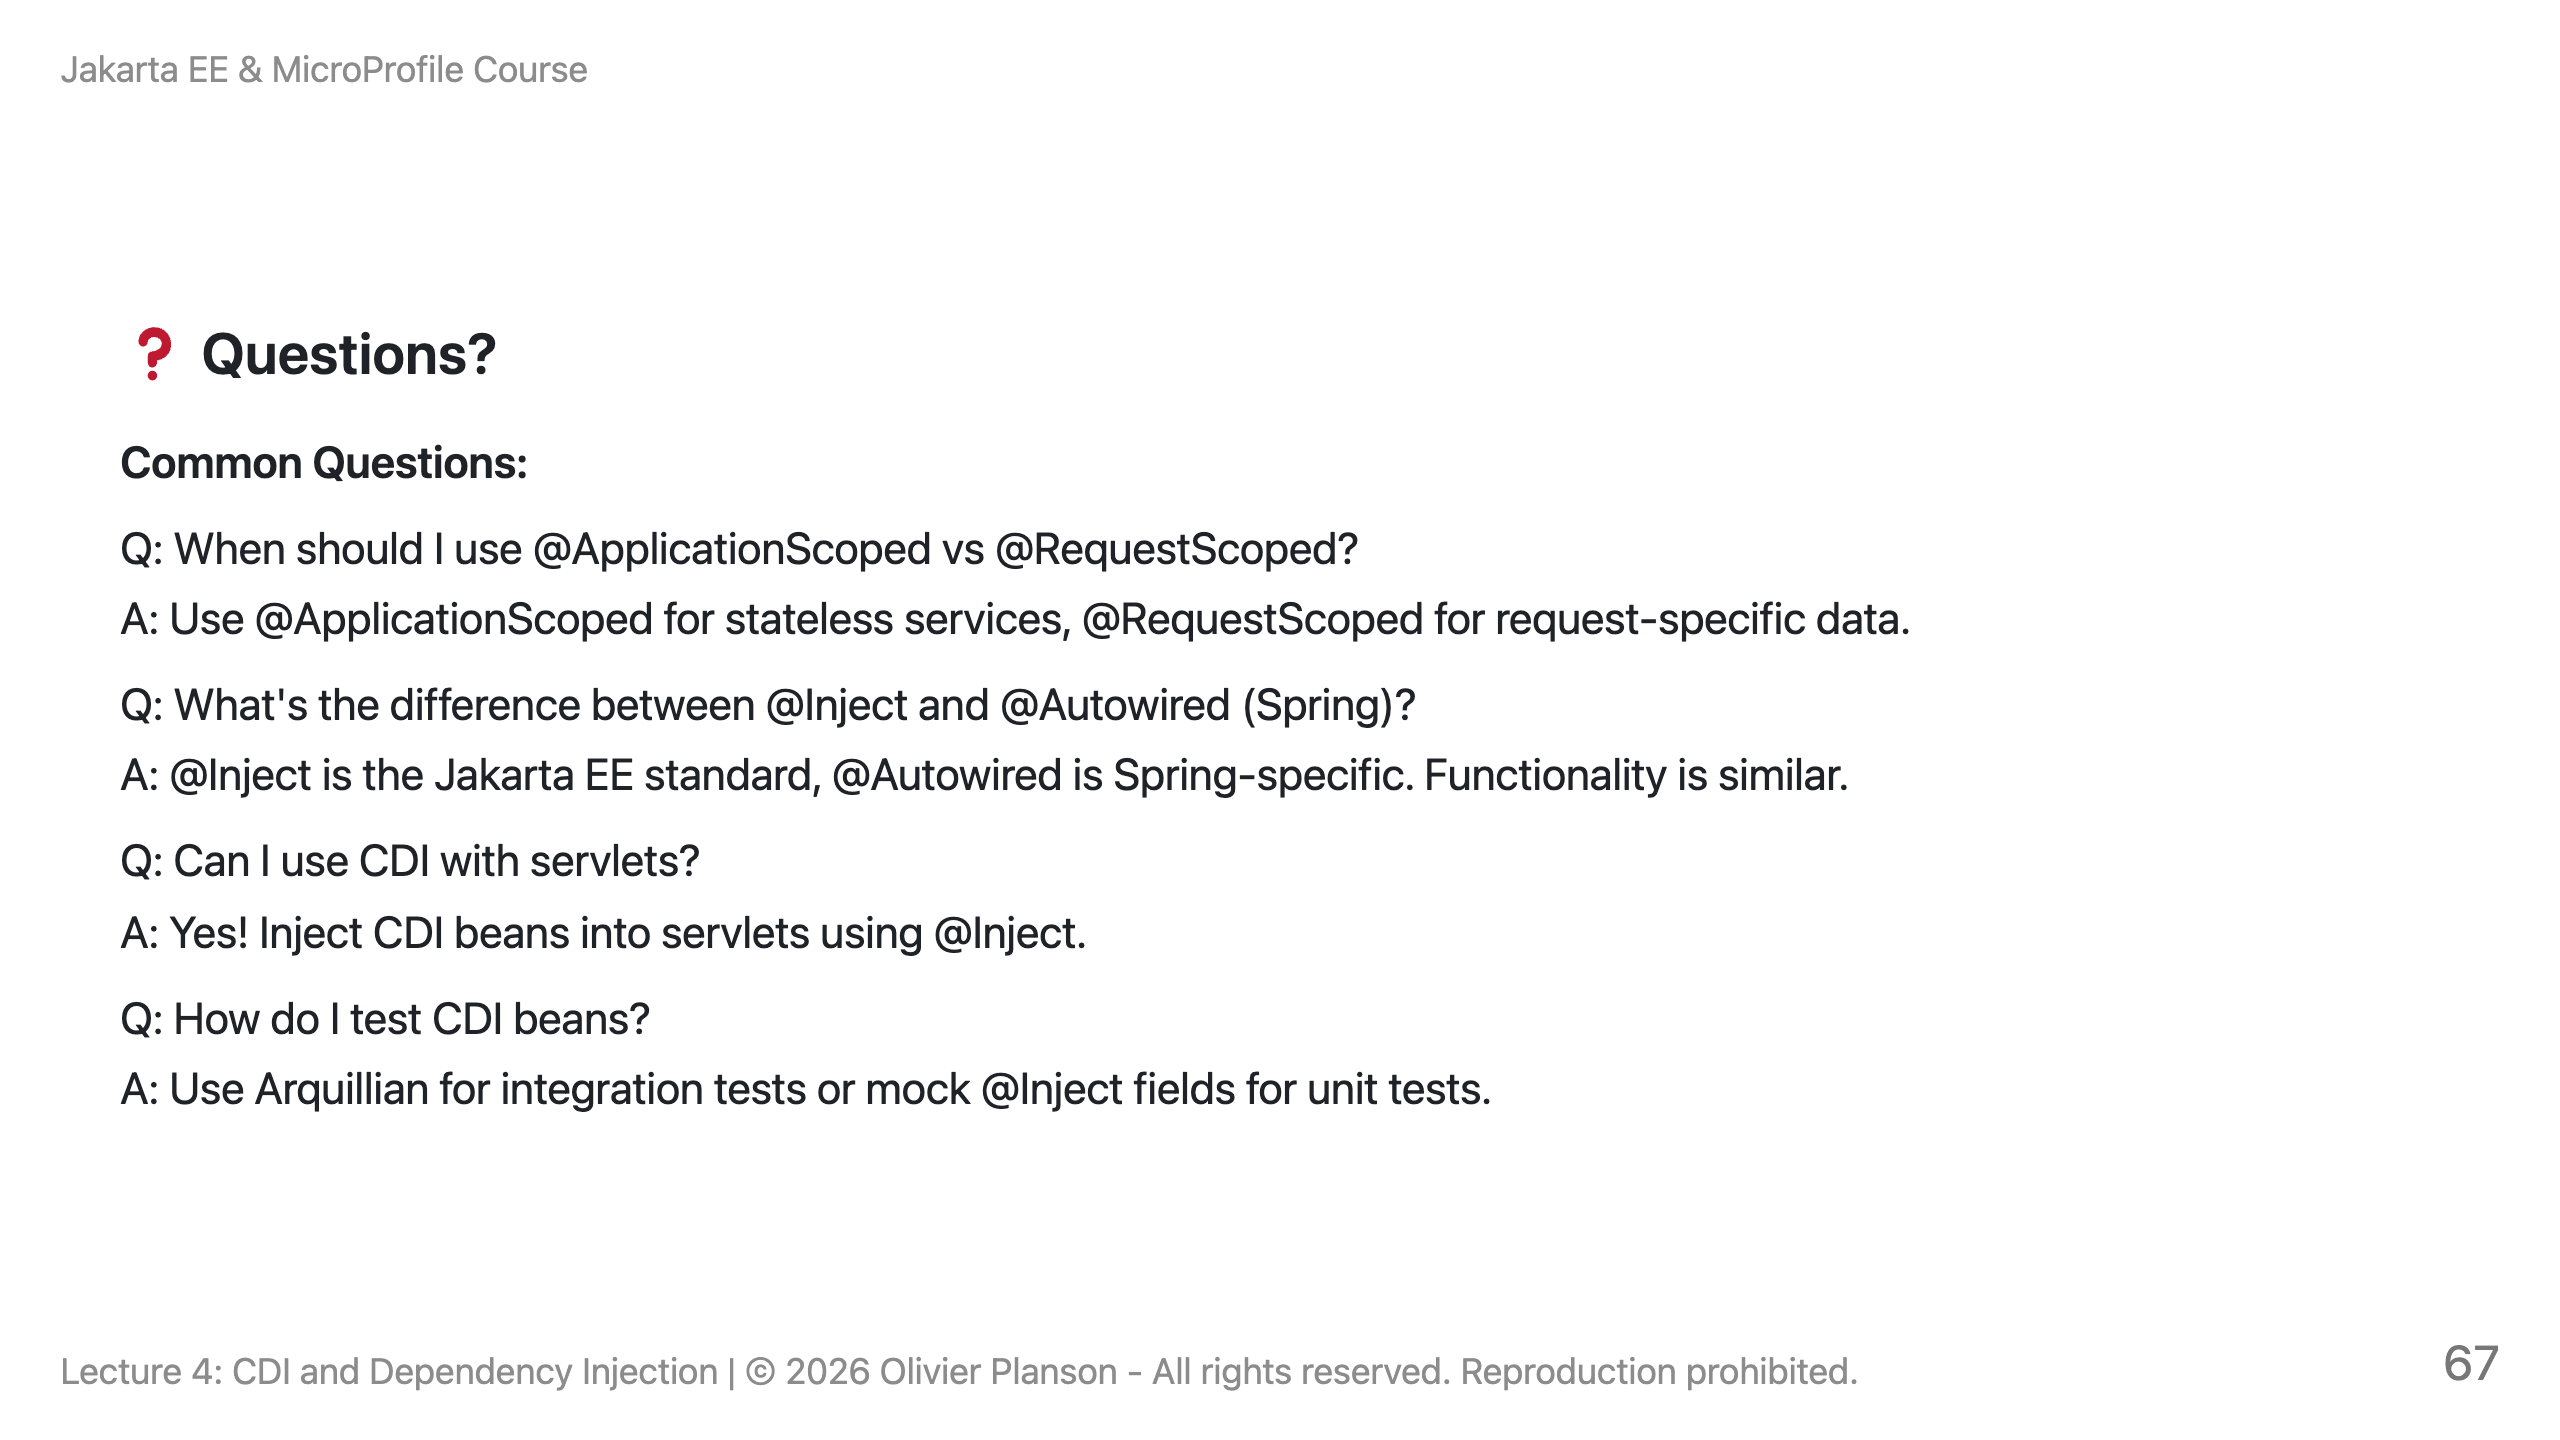 Jakarta EE & MicroProfile Course
❓ Questions?
Common Questions:
Q: When should I use @ApplicationScoped vs @RequestScoped?
A: Use @ApplicationScoped for stateless services, @RequestScoped for request-specific data.
Q: What's the difference between @Inject and @Autowired (Spring)?
A: @Inject is the Jakarta EE standard, @Autowired is Spring-specific. Functionality is similar.
Q: Can I use CDI with servlets?
A: Yes! Inject CDI beans into servlets using @Inject.
Q: How do I test CDI beans?
A: Use Arquillian for integration tests or mock @Inject fields for unit tests.
Lecture 4: CDI and Dependency Injection | © 2026 Olivier Planson - All rights reserved. Reproduction prohibited.
67